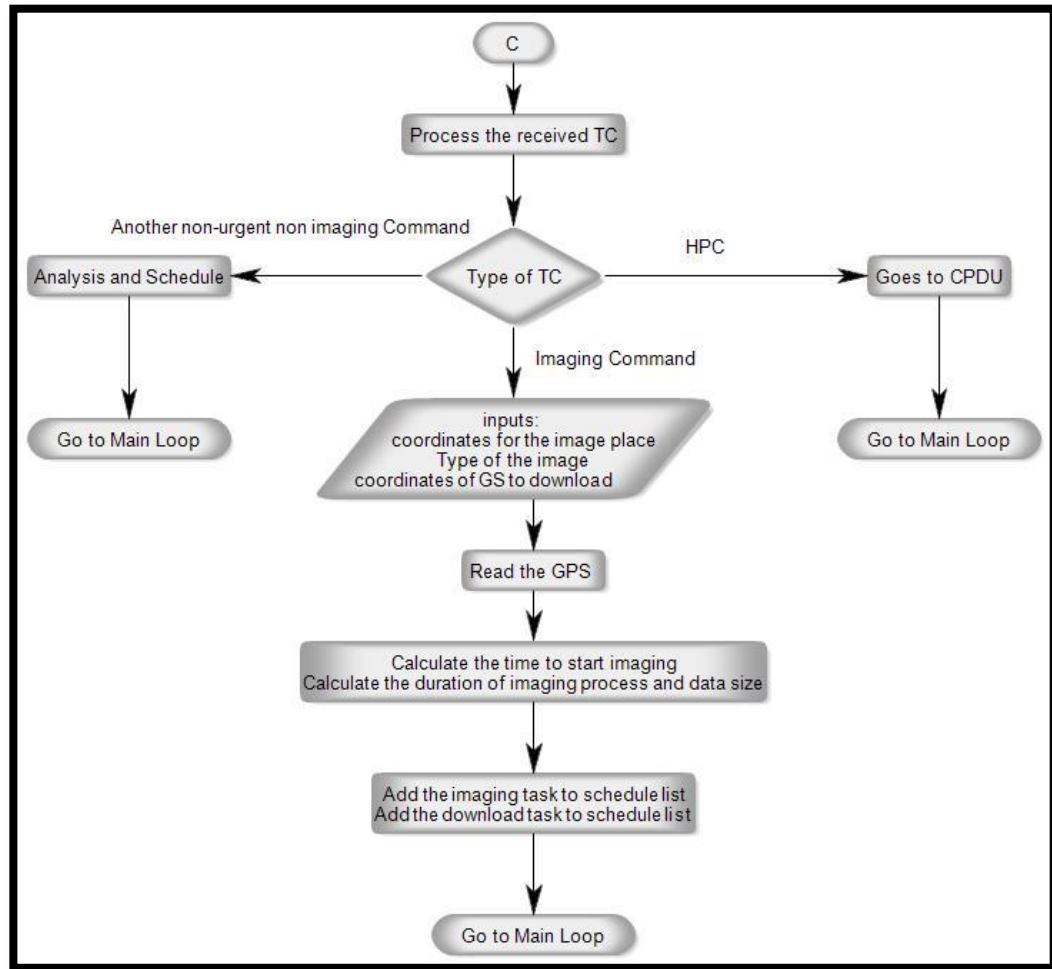 C
Process the received TC
Another non-urgent non imaging Command
HPC
Analysis and Schedule
Type of TC
Goes to CPDU
Imaging Command
Go to Main Loop
inputs:
coordinates for the image place
Type of the image
coordinates of GS to download
Go to Main Loop
Read the GPS
Calculate the time to start imaging
Calculate the duration of imaging process and data size
Add the imaging task to schedule list
Add the download task to schedule list
Go to Main Loop